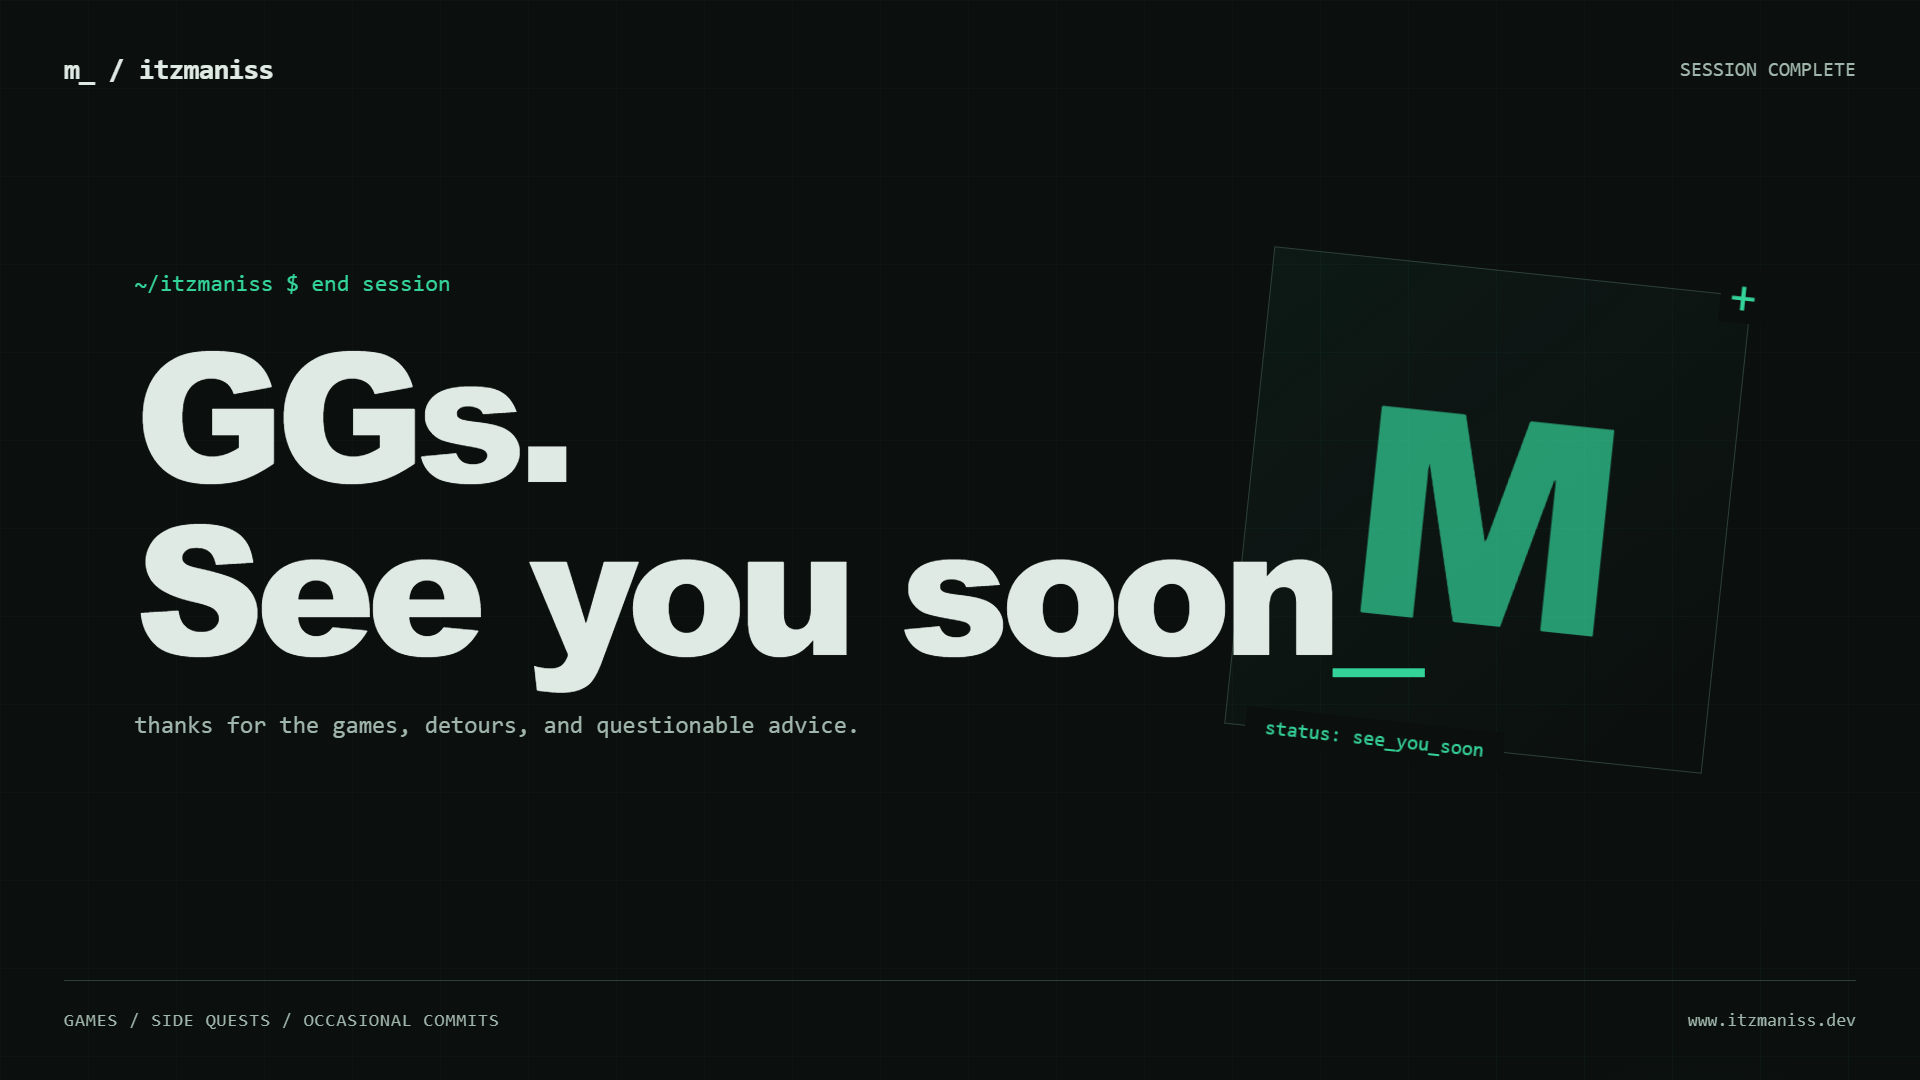 m_ / itzmaniss
SESSION COMPLETE
~/itzmaniss $ end session
GGs.
See you soon_
thanks for the games, detours, and questionable advice.
+
M
status: see_you_soon
GAMES / SIDE QUESTS / OCCASIONAL COMMITS
www.itzmaniss.dev